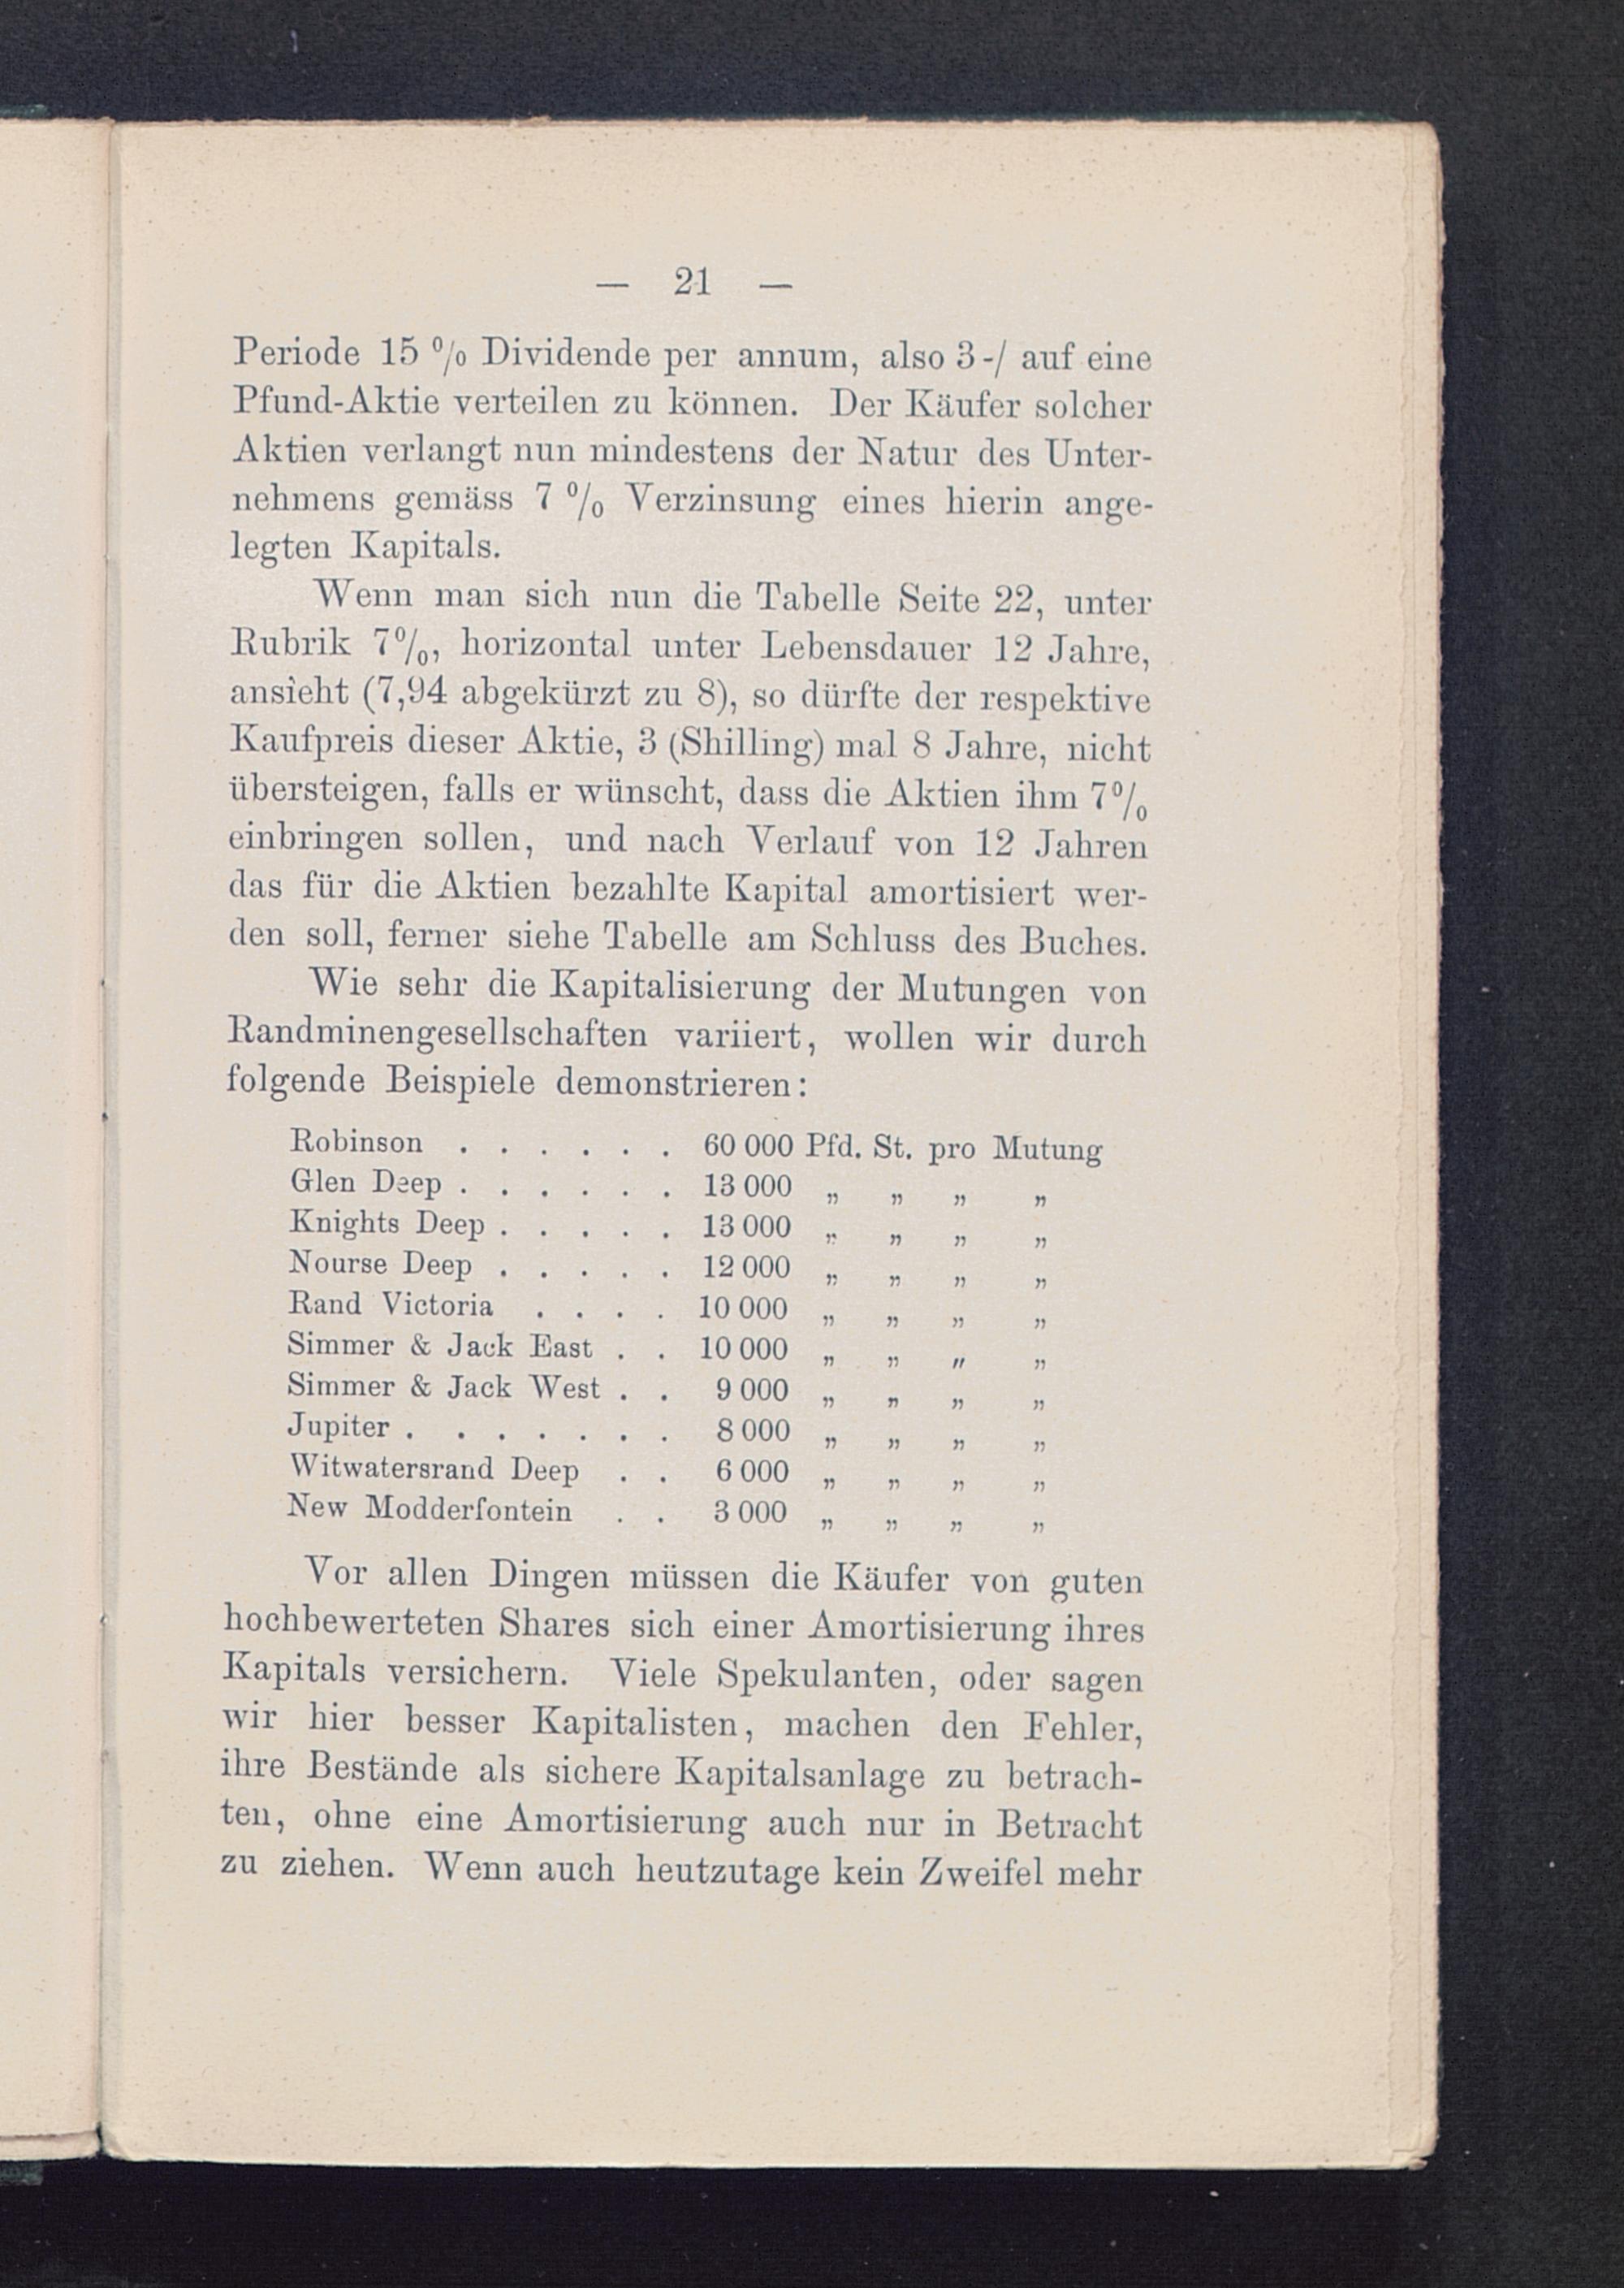 — 21 —
Periode 15 % Dividende per annum, also 3-/ auf eine
Pfund-Aktie verteilen zu können. Der Käufer solcher
Aktien verlangt nun mindestens der Natur des Unter-
nehmens gemäss 7 % Verzinsung eines hierin ange-
legten Kapitals.
Wenn man sich nun die Tabelle Seite 22, unter
Rubrik 7%, horizontal unter Lebensdauer 12 Jahre,
ansieht (7,94 abgekürzt zu 8), so dürfte der respektive
Kaufpreis dieser Aktie, 3 (Shilling) mal 8 Jahre, nicht
übersteigen, falls er wünscht, dass die Aktien ihm 7%
einbringen sollen, und nach Verlauf von 12 Jahren
das für die Aktien bezahlte Kapital amortisiert wer-
den soll, ferner siehe Tabelle am Schluss des Buches.
Wie sehr die Kapitalisierung der Mutungen von
Randminengesellschaften variiert, wollen wir durch
folgende Beispiele demonstrieren:
Robinson . . . . . . 60 000 Pfd. St. pro Mutung
Glen Deep . . . . . . 13 000 „ „ „ „
Knights Deep . . . . . 13 000 „ „ „ „
Nourse Deep . . . . . 12 000 „ „ „ „
Rand Victoria . . . . 10 000 „ „ „ „
Simmer & Jack East . . 10 000 „ „ „ „
Simmer & Jack West . . 9 000 „ „ „ „
Jupiter . . . . . . . 8 000 „ „ „ „
Witwatersrand Deep . . 6 000 „ „ „ „
New Modderfontein . . 3 000 „ „ „ „
Vor allen Dingen müssen die Käufer von guten
hochbewerteten Shares sich einer Amortisierung ihres
Kapitals versichern. Viele Spekulanten, oder sagen
wir hier besser Kapitalisten, machen den Fehler,
ihre Bestände als sichere Kapitalsanlage zu betrach-
ten, ohne eine Amortisierung auch nur in Betracht
zu ziehen. Wenn auch heutzutage kein Zweifel mehr